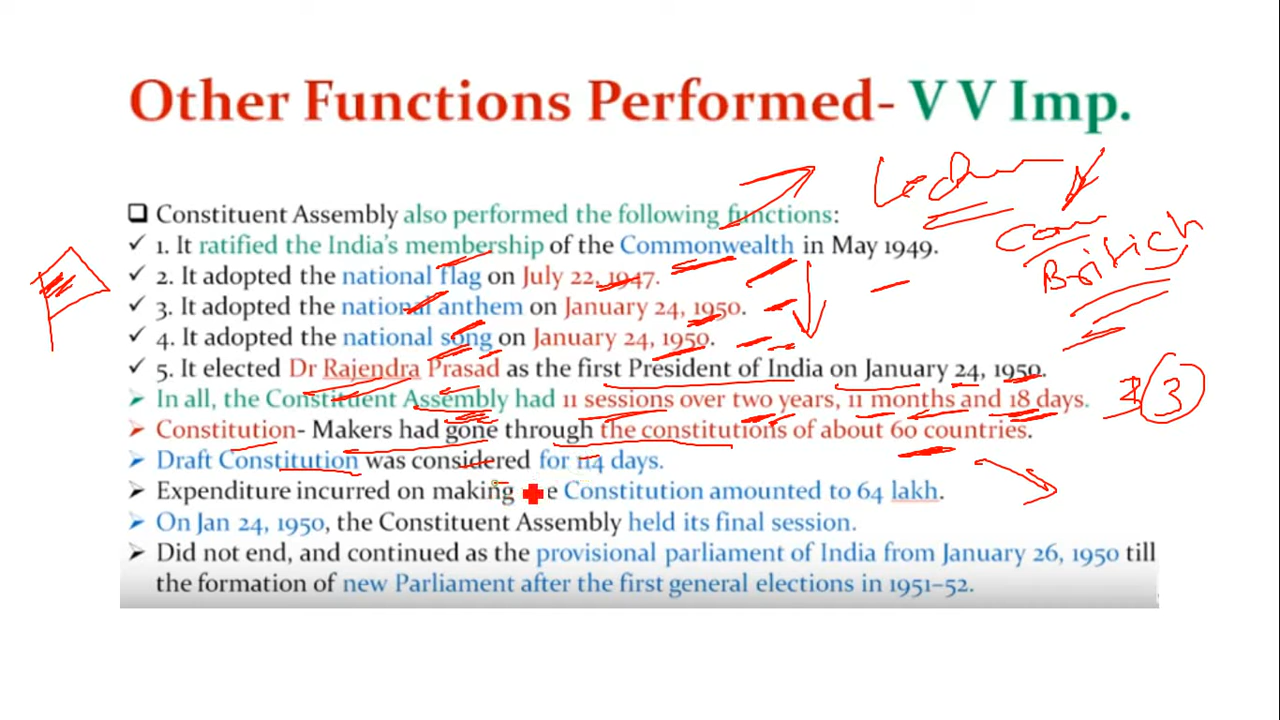 Other Functions Performed- V V Imp.
❑ Constituent Assembly also performed the following functions:
✓ 1. It ratified the India's membership of the Commonwealth in May 1949.
✓ 2. It adopted the national flag on July 22, 1947.
✓ 3. It adopted the national anthem on January 24, 1950.
✓ 4. It adopted the national song on January 24, 1950.
✓ 5. It elected Dr Rajendra Prasad as the first President of India on January 24, 1950.
➢ In all, the Constituent Assembly had 11 sessions over two years, 11 months and 18 days.
➢ Constitution- Makers had gone through the constitutions of about 60 countries.
➢ Draft Constitution was considered for 114 days.
➢ Expenditure incurred on making e Constitution amounted to 64 lakh.
➢ On Jan 24, 1950, the Constituent Assembly held its final session.
➢ Did not end, and continued as the provisional parliament of India from January 26, 1950 till
the formation of new Parliament after the first general elections in 1951–52.
British
3